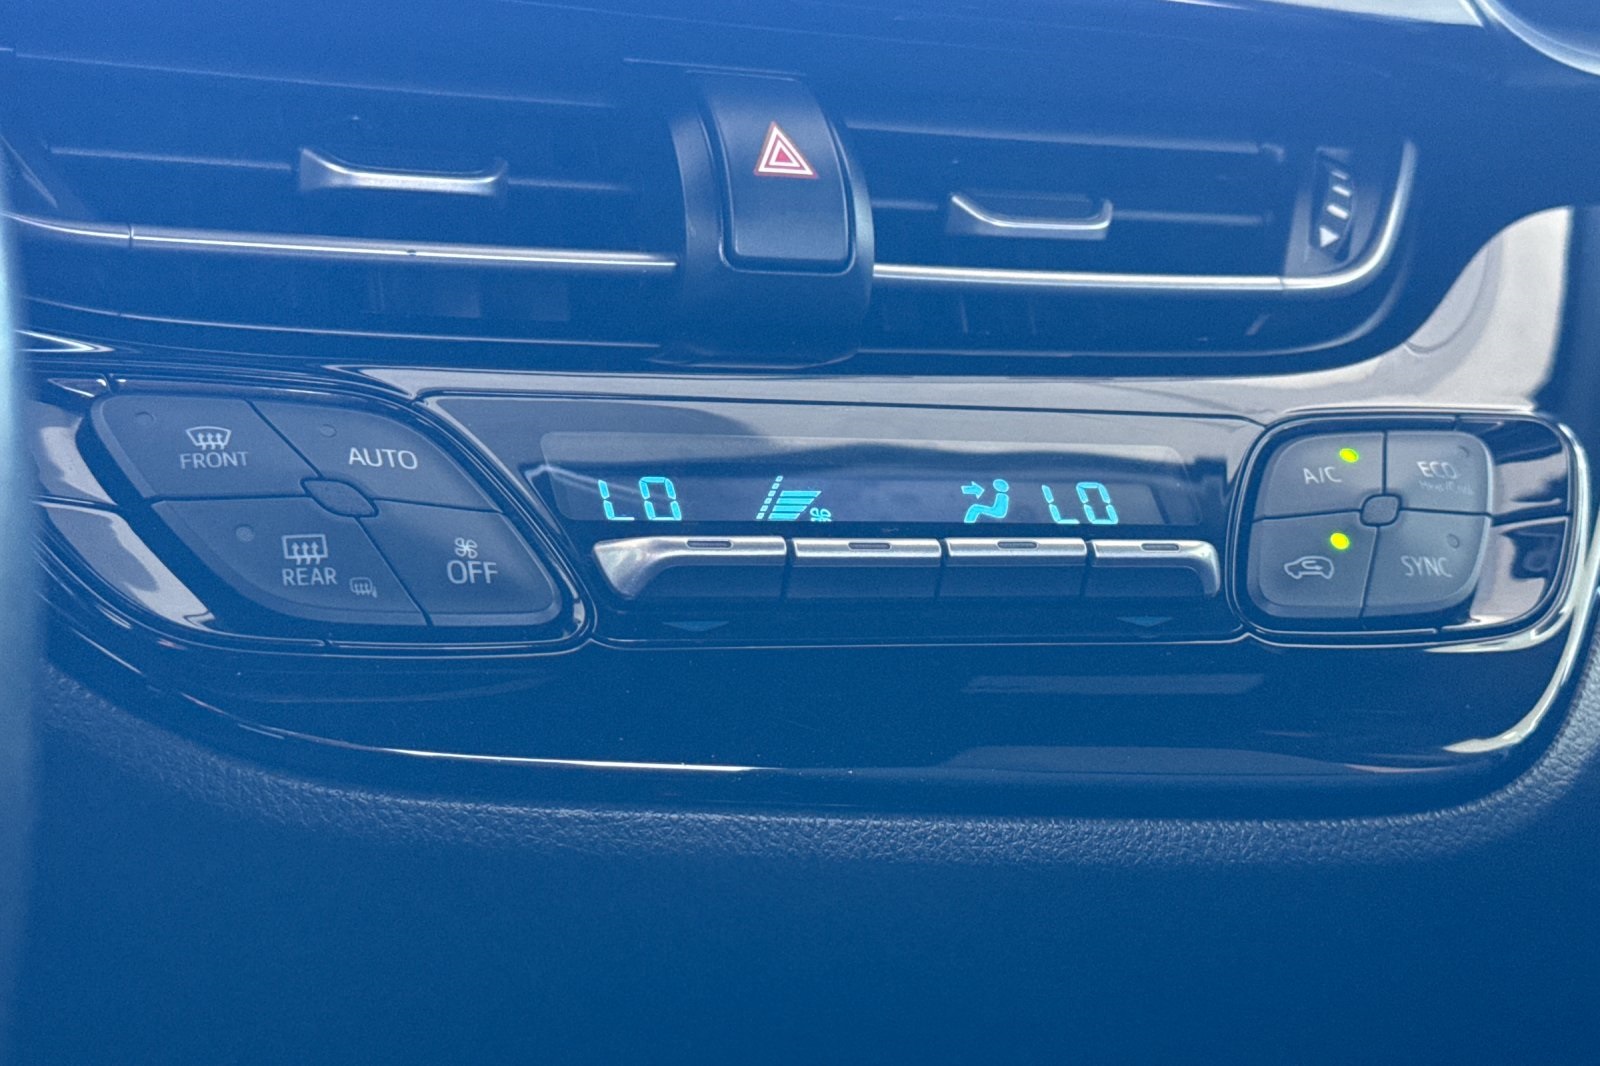 FRONT
AUTO
REAR
OFF
LO
LO
A/C
ECO
SYNC